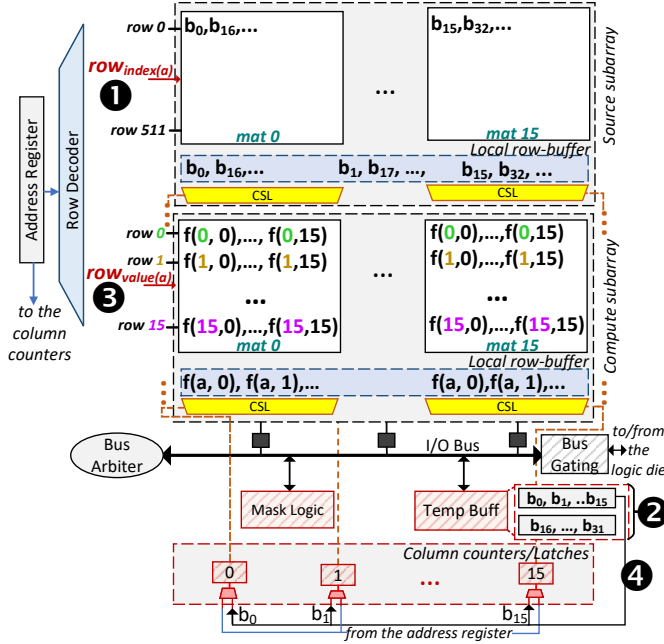 row 0
b0,b16,...
b15,b32,...
rowindex(a)
1
...
Source subarray
row 511
mat 0
mat 15
Local row-buffer
b0, b16,...
b1, b17, ...,
b15, b32, ...
CSL
CSL
Address Register
Row Decoder
row 0
f(0, 0),..., f(0,15)
f(0,0),...,f(0,15)
row 1
f(1, 0),..., f(1,15)
...
f(1,0),...,f(1,15)
rowvalue(a)
3
...
...
Compute subarray
row 15
f(15,0),...,f(15,15)
f(15,0),...,f(15,15)
mat 0
mat 15
to the
column
counters
Local row-buffer
f(a, 0), f(a, 1),...
f(a,0),f(a, 1),...
CSL
CSL
Bus
Arbiter
I/O Bus
Bus
Gating
to/from
the
logic die
Mask Logic
Temp Buff
b0, b1, ..b15
b16, ..., b31
2
Column counters/Latches
4
0
1
...
15
b0
b1
b15
from the address register